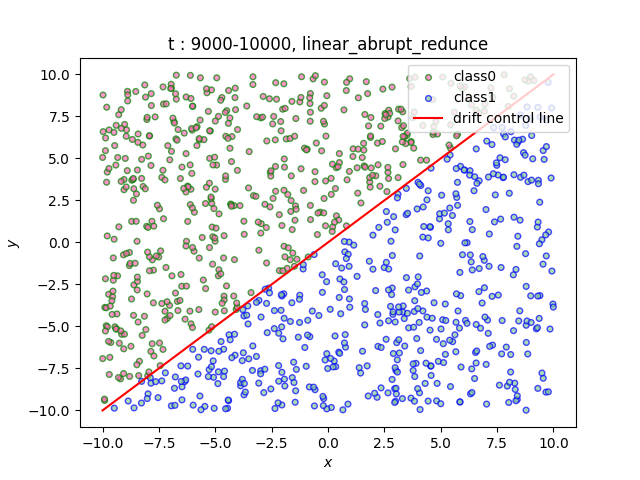 t : 9000-10000, linear_abrupt_redunce
10.0
7.5
5.0
2.5
0.0
−2.5
−5.0
−7.5
−10.0
y
class0
class1
drift control line
−10.0 −7.5 −5.0 −2.5 0.0 2.5 5.0 7.5 10.0
x